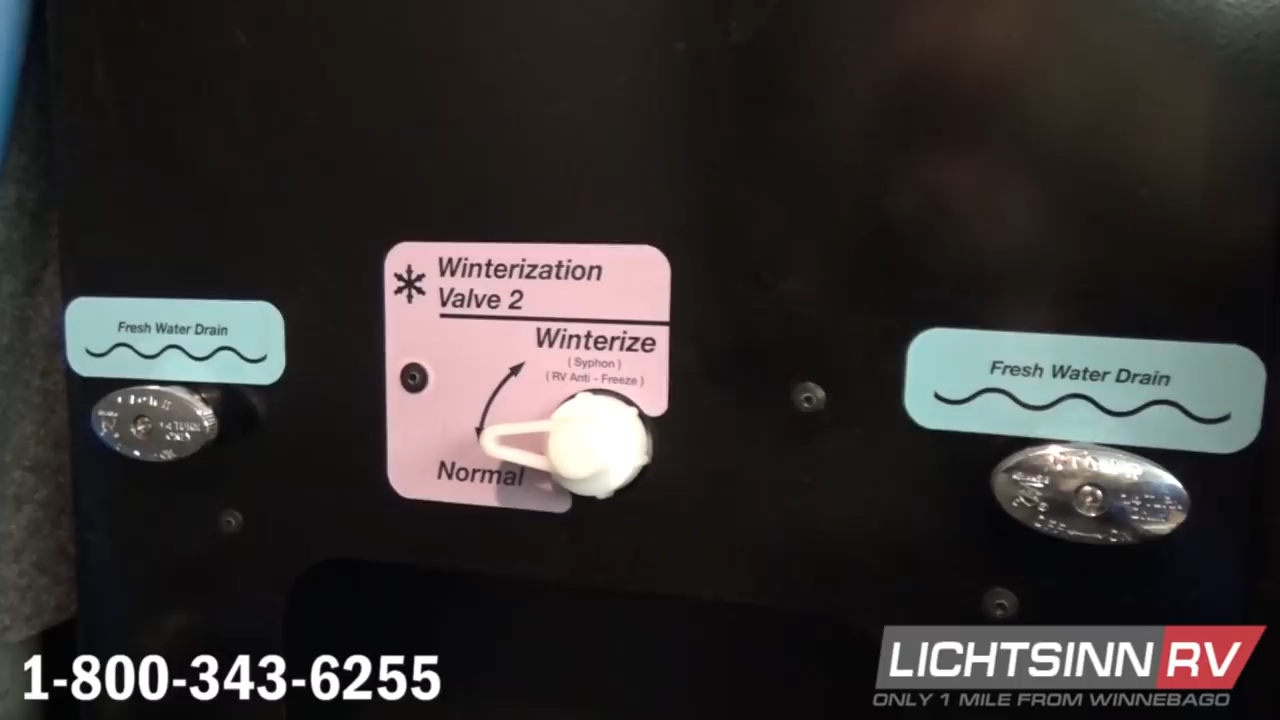 Winterization
Valve 2
Winterize
( Syphon )
( RV Anti - Freeze )
Normal
Fresh Water Drain
Fresh Water Drain
1-800-343-6255
LICHTSINN RV
ONLY 1 MILE FROM WINNEBAGO